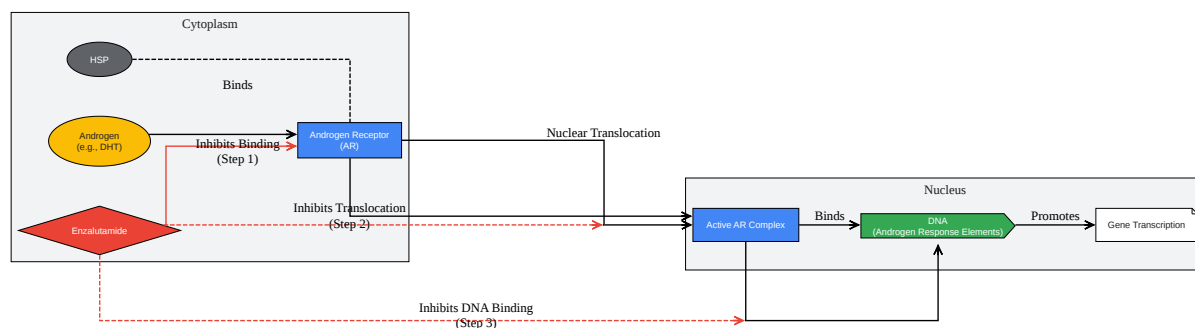 Cytoplasm
HSP
Binds
Androgen
(e.g., DHT)
Androgen Receptor
(AR)
Inhibits Binding
(Step 1)
Nuclear Translocation
Inhibits Translocation
(Step 2)
Enzalutamide
Nucleus
Active AR Complex
Binds
DNA
(Androgen Response Elements)
Promotes
Gene Transcription
Inhibits DNA Binding
(Step 3)